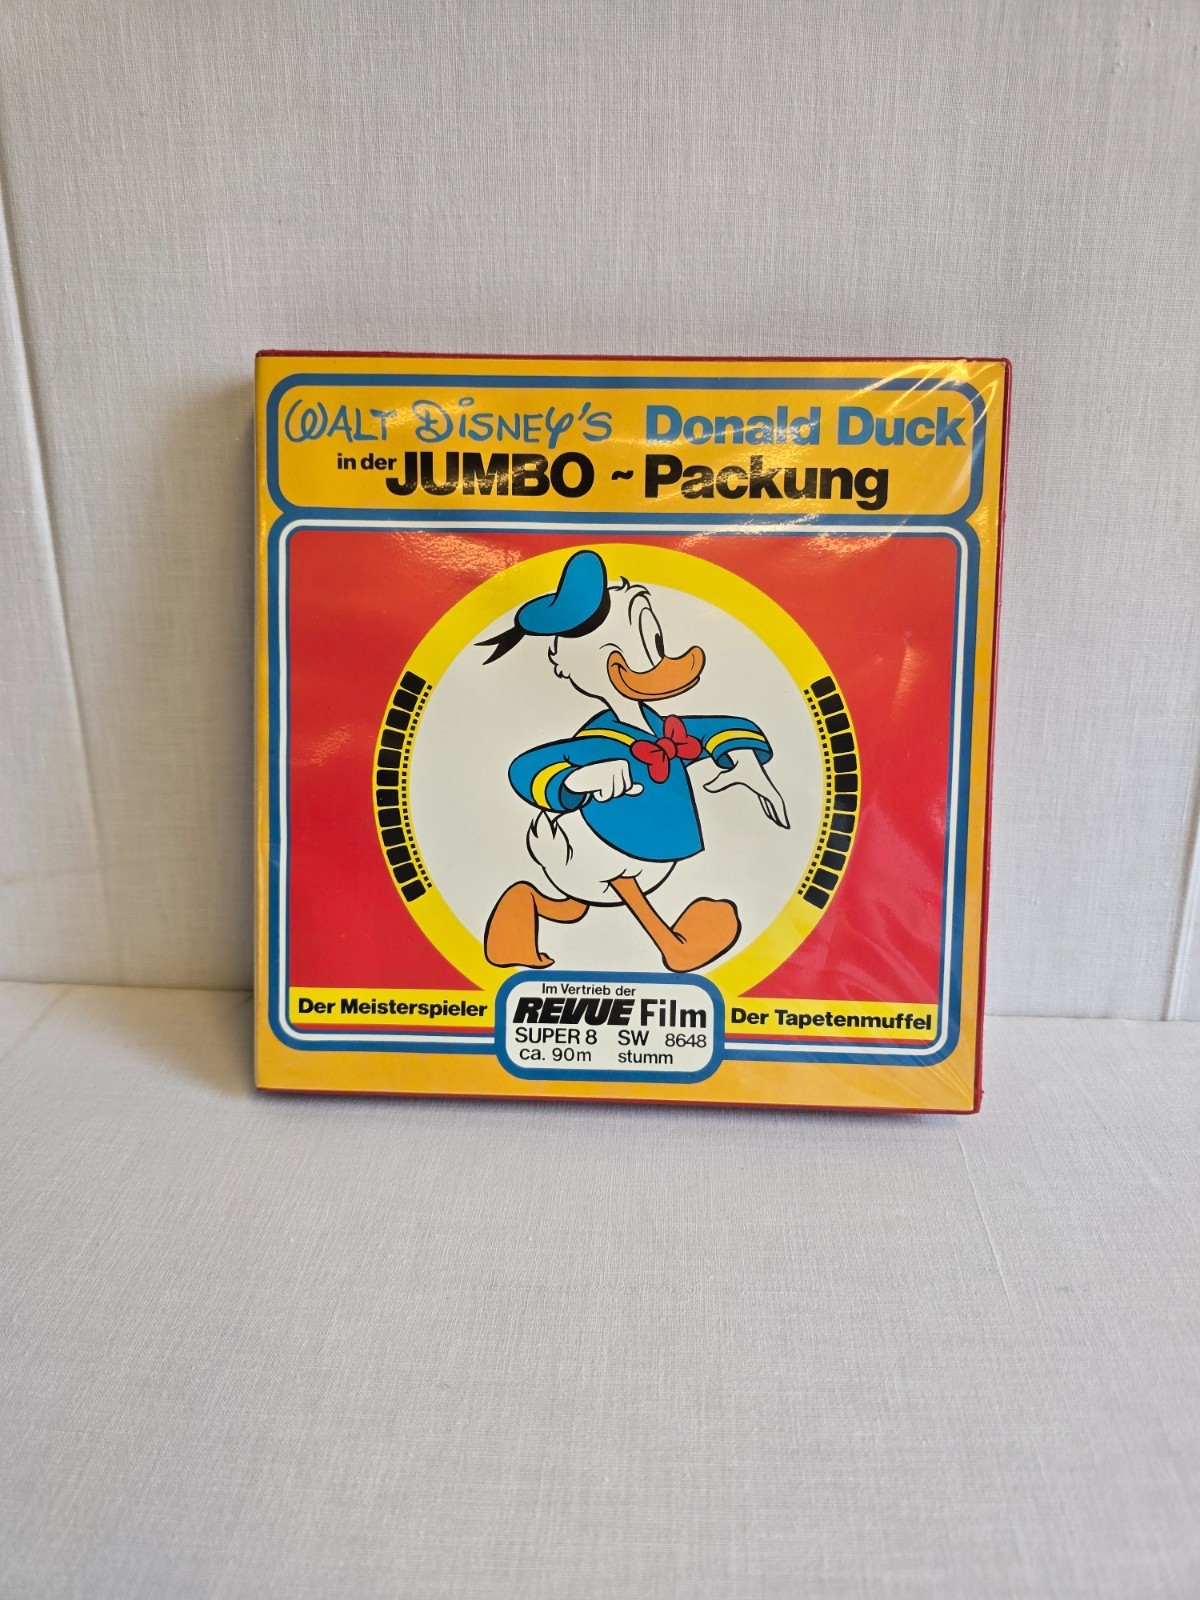 WALT DISNEY'S Donald Duck
in der JUMBO ~ Packung
Der Meisterspieler
Im Vertrieb der
REVUE Film
SUPER 8 SW 8648
ca. 90m stumm
Der Tapetenmuffel